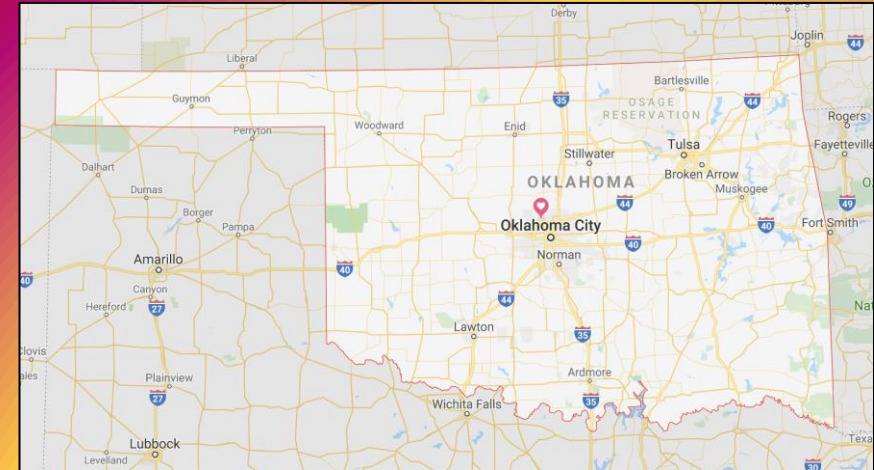 Derby
Joplin
44
Liberal
Bartlesville
Guymon
35
44
OSAGE
RESERVATION
Rogers
Perryton
Woodward
Enid
Tulsa
Fayetteville
Stillwater
Dalhart
Broken Arrow
OKLAHOMA
Dumas
Muskogee
44
49
Borger
Pampa
Oklahoma City
40
Fort Smith
40
Amarillo
Norman
40
40
Canyon
27
Hereford
44
Nat
Lawton
35
Clovis
Ardmore
Plainview
27
Wichita Falls
35
Lubbock
Texa
Levelland
30